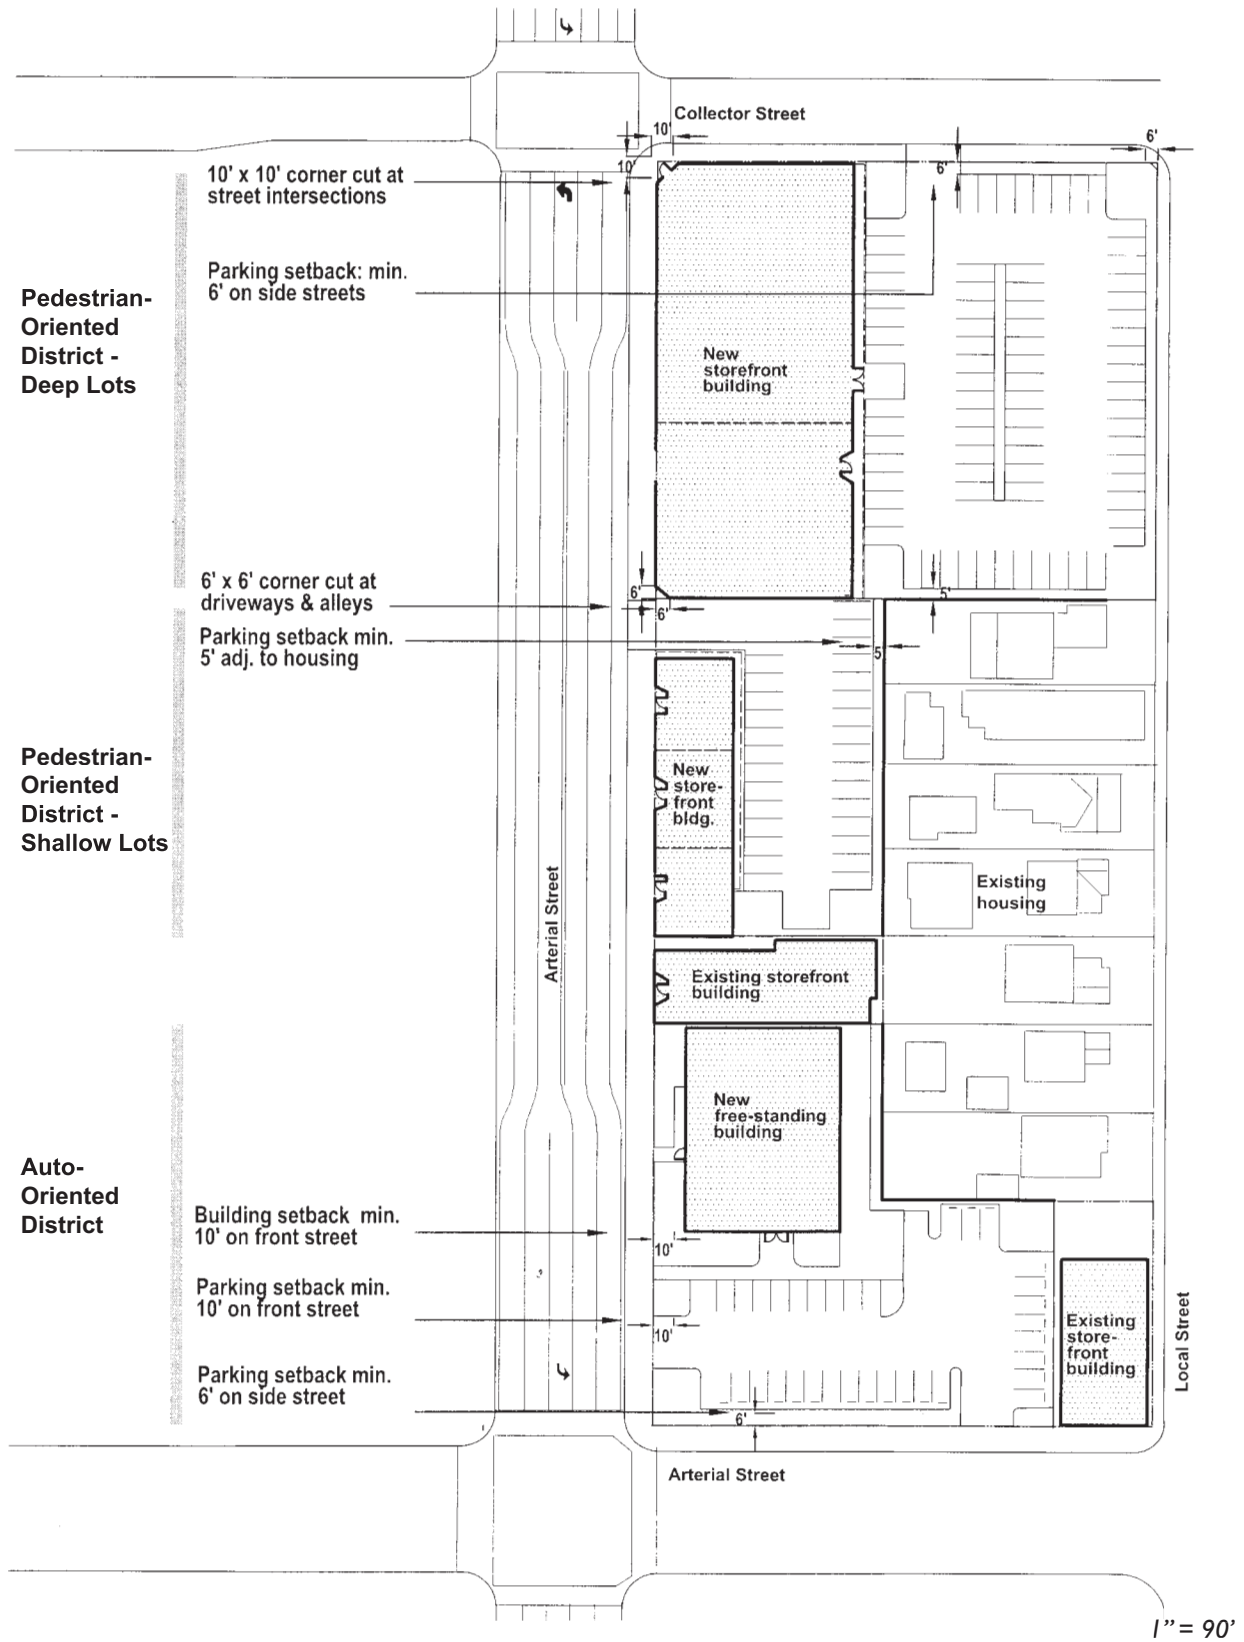 Collector Street
10'
6'
10'
6'
10' x 10' corner cut at
street intersections
Parking setback: min.
6' on side streets
Pedestrian-
Oriented
District -
Deep Lots
New
storefront
building
6' x 6' corner cut at
driveways & alleys
6'
6'
5'
Parking setback min.
5' adj. to housing
5'
Pedestrian-
Oriented
District -
Shallow Lots
New
store-
front
bldg.
Arterial Street
Existing
housing
Existing storefront
building
New
free-standing
building
Auto-
Oriented
District
Building setback min.
10' on front street
10'
Parking setback min.
10' on front street
10'
Parking setback min.
6' on side street
6'
Existing
store-
front
building
Local Street
Arterial Street
1" = 90'